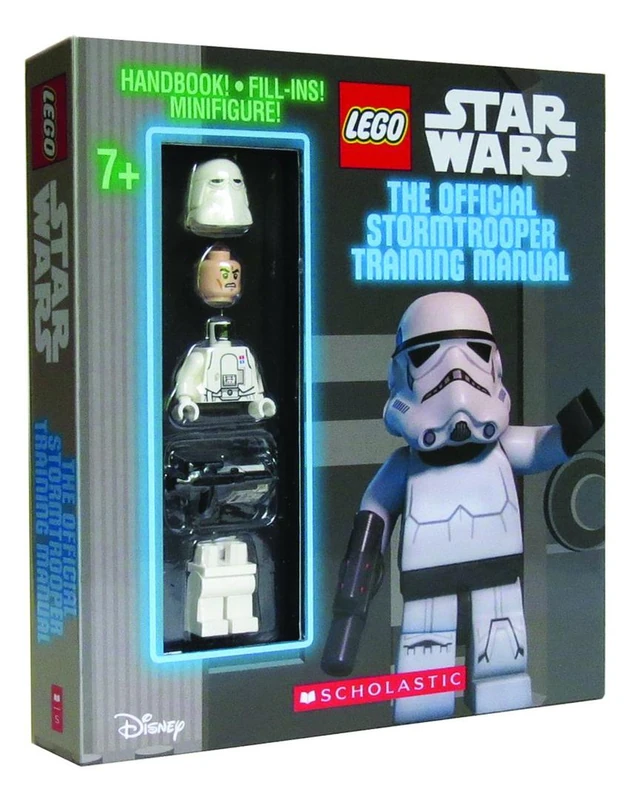 HANDBOOK! • FILL-INS!
MINIFIGURE!
7+
LEGO
STAR
WARS
THE OFFICIAL
STORMTROOPER
TRAINING MANUAL
SCHOLASTIC
Disney
LEGO
STAR
WARS
THE OFFICIAL
STORMTROOPER
TRAINING MANUAL
S